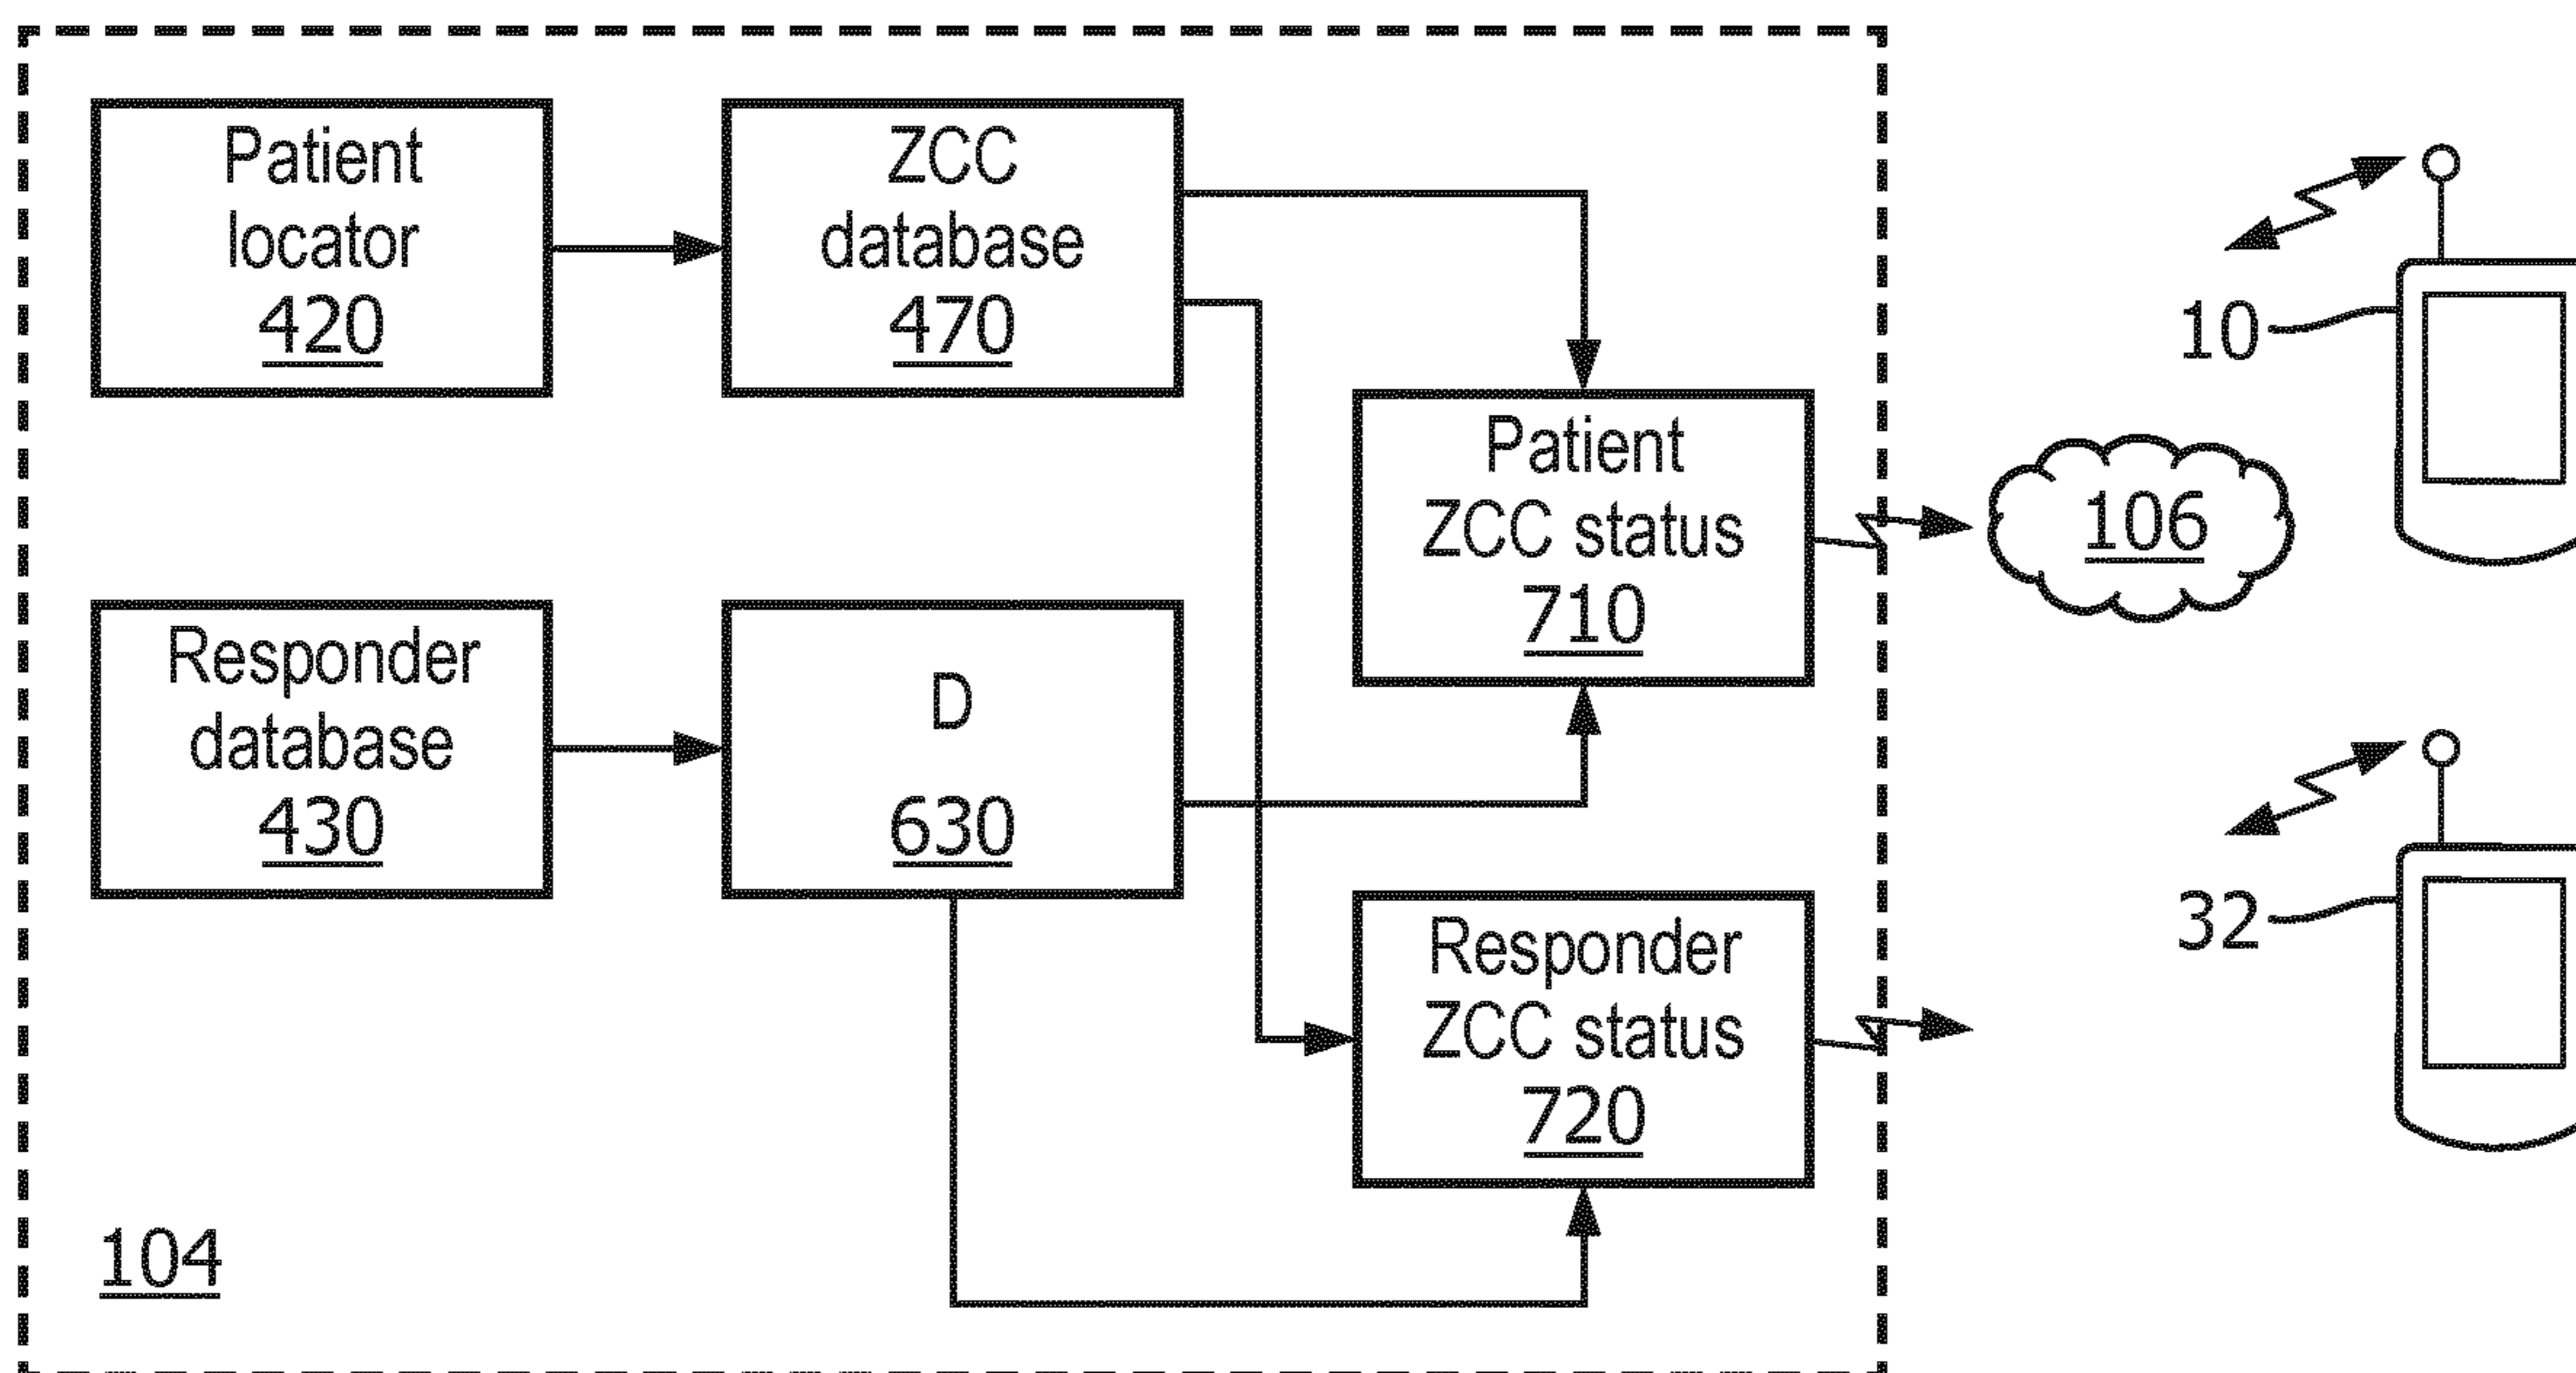 Patient
locator
420
ZCC
database
470
10
Patient
ZCC status
710
106
Responder
database
430
D
630
Responder
ZCC status
720
32
104